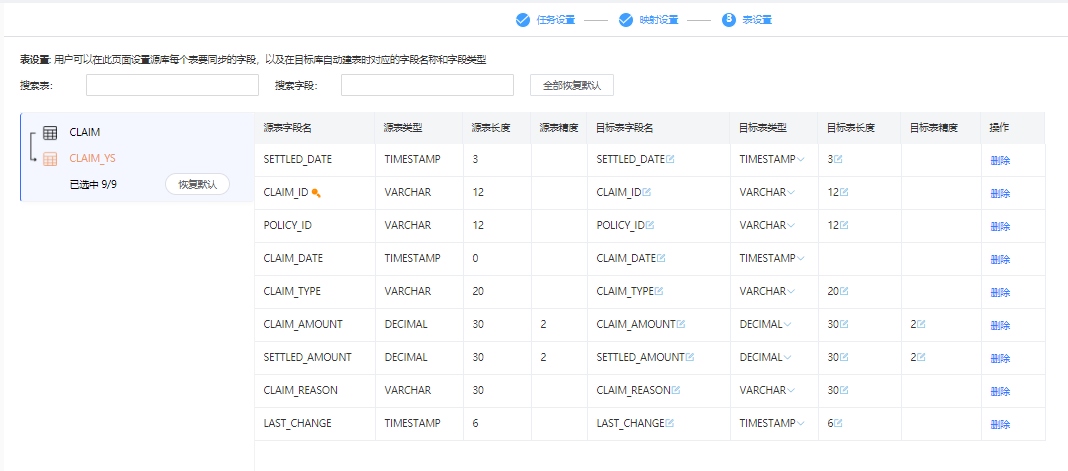 任务设置 映射设置 3 表设置
表设置: 用户可以在此页面设置源库每个表要同步的字段，以及在目标库自动建表时对应的字段名称和字段类型
搜索表: 搜索字段: 全部恢复默认
CLAIM
CLAIM_YS
已选中 9/9 恢复默认
源表字段名 源表类型 源表长度 源表精度 目标表字段名 目标表类型 目标表长度 目标表精度 操作
SETTLED_DATE TIMESTAMP 3 SETTLED_DATE TIMESTAMP 3 删除
CLAIM_ID VARCHAR 12 CLAIM_ID VARCHAR 12 删除
POLICY_ID VARCHAR 12 POLICY_ID VARCHAR 12 删除
CLAIM_DATE TIMESTAMP 0 CLAIM_DATE TIMESTAMP 删除
CLAIM_TYPE VARCHAR 20 CLAIM_TYPE VARCHAR 20 删除
CLAIM_AMOUNT DECIMAL 30 2 CLAIM_AMOUNT DECIMAL 30 2 删除
SETTLED_AMOUNT DECIMAL 30 2 SETTLED_AMOUNT DECIMAL 30 2 删除
CLAIM_REASON VARCHAR 30 CLAIM_REASON VARCHAR 30 删除
LAST_CHANGE TIMESTAMP 6 LAST_CHANGE TIMESTAMP 6 删除